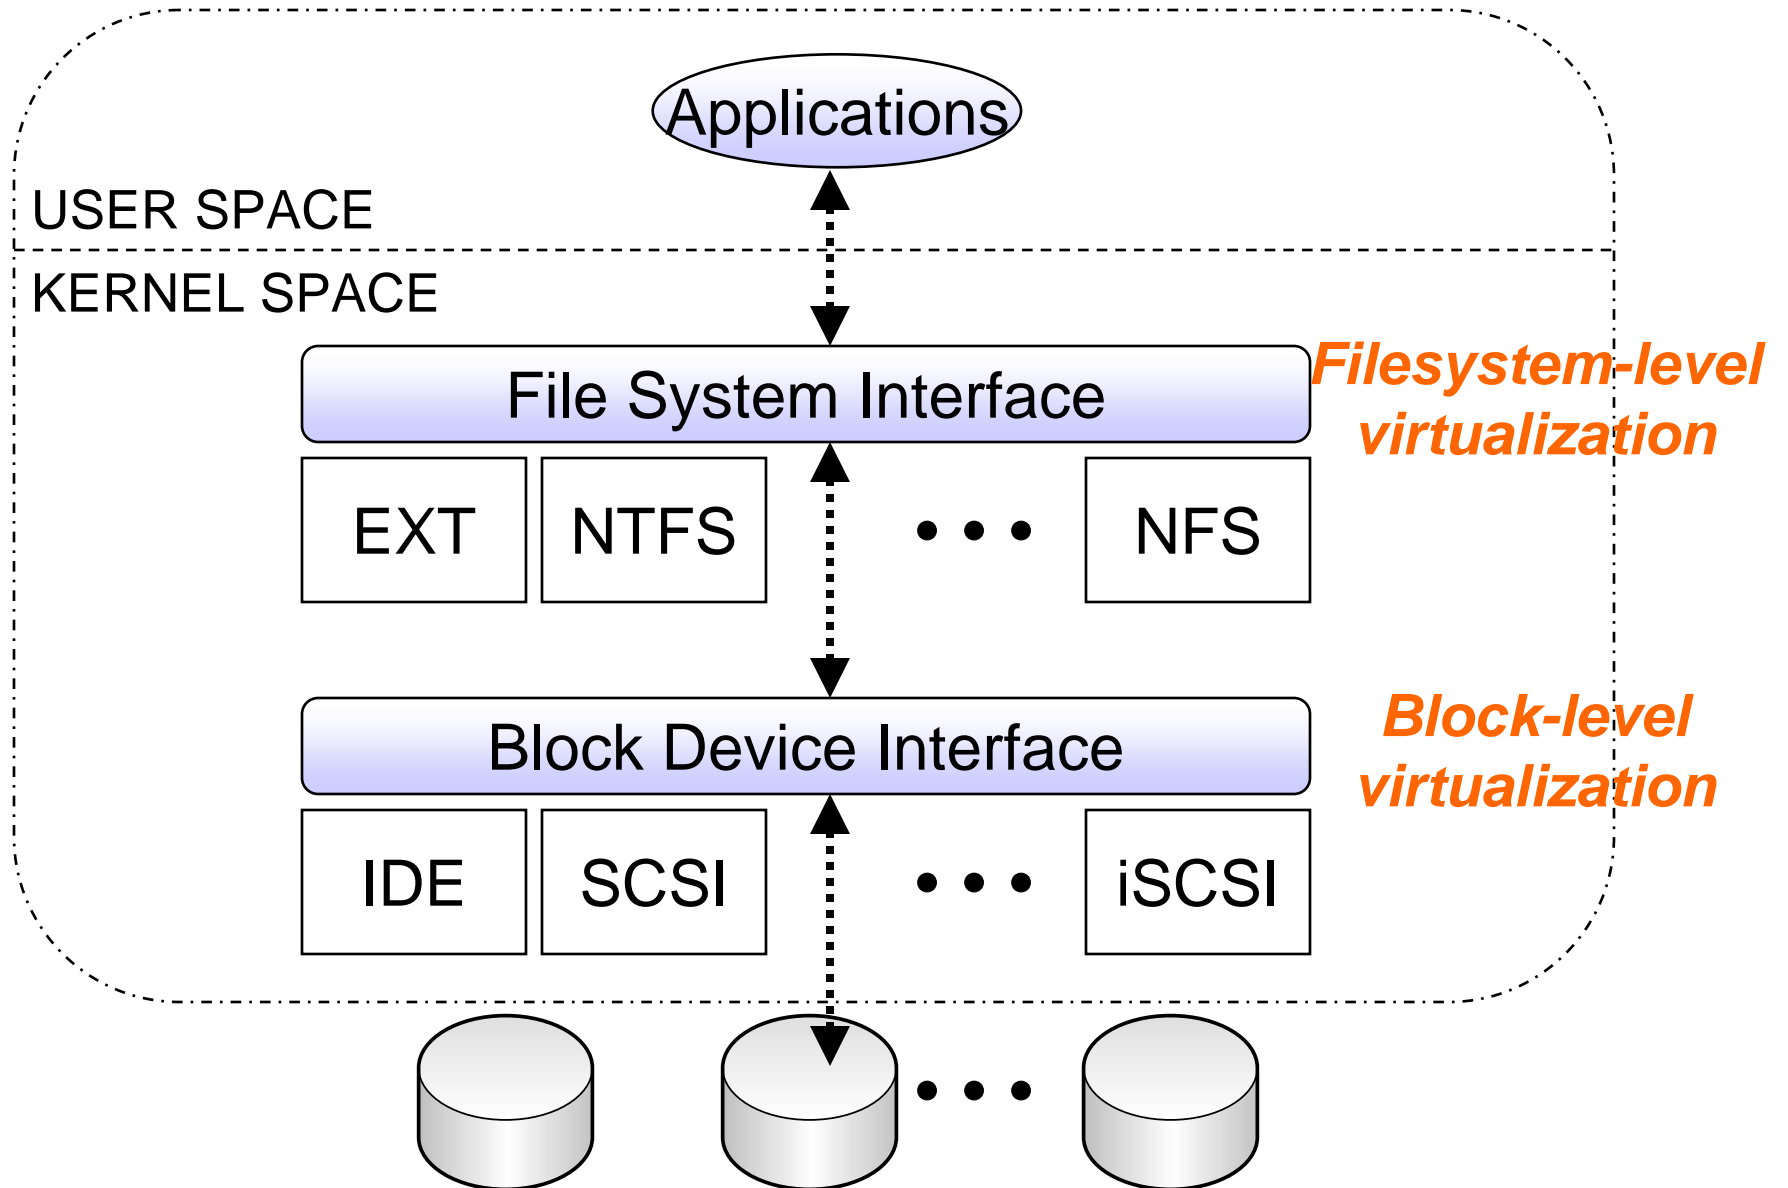 Applications
USER SPACE
KERNEL SPACE
File System Interface
Filesystem-level
virtualization
EXT
NTFS
NFS
Block Device Interface
Block-level
virtualization
IDE
SCSI
iSCSI